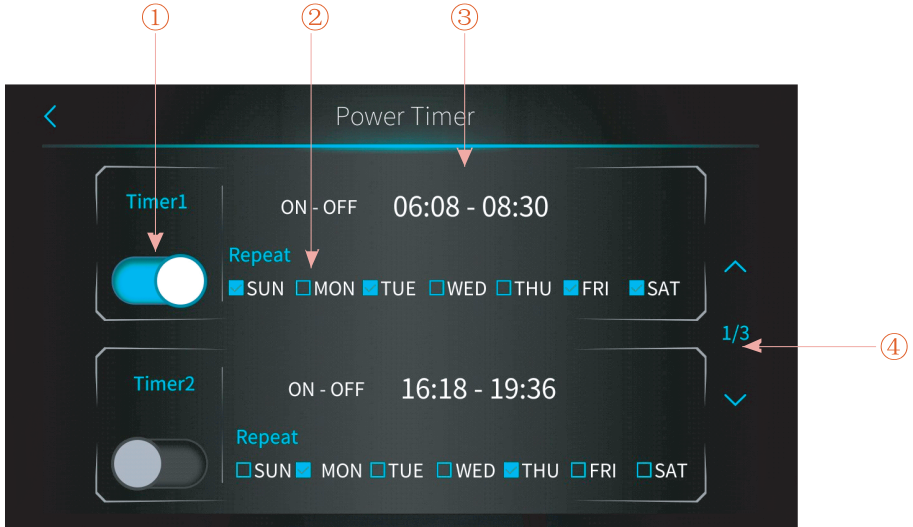 ① ② ③
Power Timer
Timer1
ON - OFF 06:08 - 08:30
Repeat
SUN MON TUE WED THU FRI SAT
1/3 ④
Timer2
ON - OFF 16:18 - 19:36
Repeat
SUN MON TUE WED THU FRI SAT